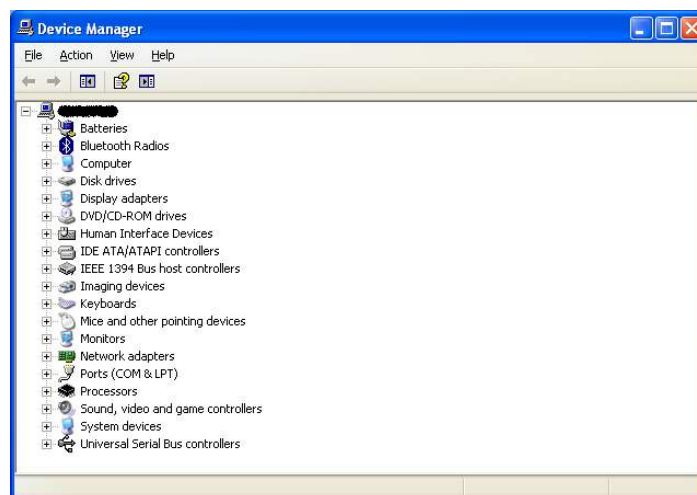 Device Manager
File Action View Help
Batteries
Bluetooth Radios
Computer
Disk drives
Display adapters
DVD/CD-ROM drives
Human Interface Devices
IDE ATA/ATAPI controllers
IEEE 1394 Bus host controllers
Imaging devices
Keyboards
Mice and other pointing devices
Monitors
Network adapters
Ports (COM & LPT)
Processors
Sound, video and game controllers
System devices
Universal Serial Bus controllers